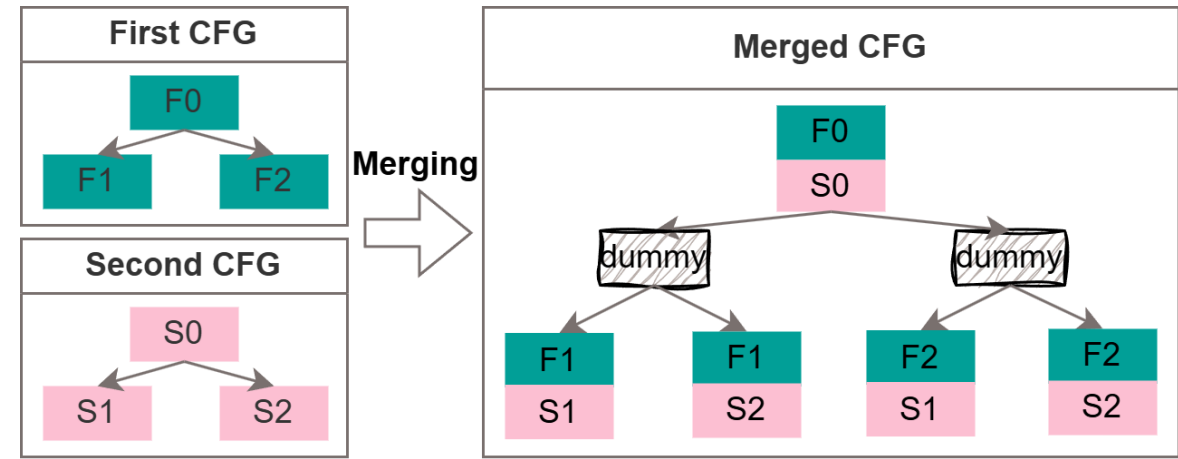 First CFG
F0
F1 F2
Second CFG
S0
S1 S2
Merging
Merged CFG
F0
S0
dummy dummy
F1 F1 F2 F2
S1 S2 S1 S2